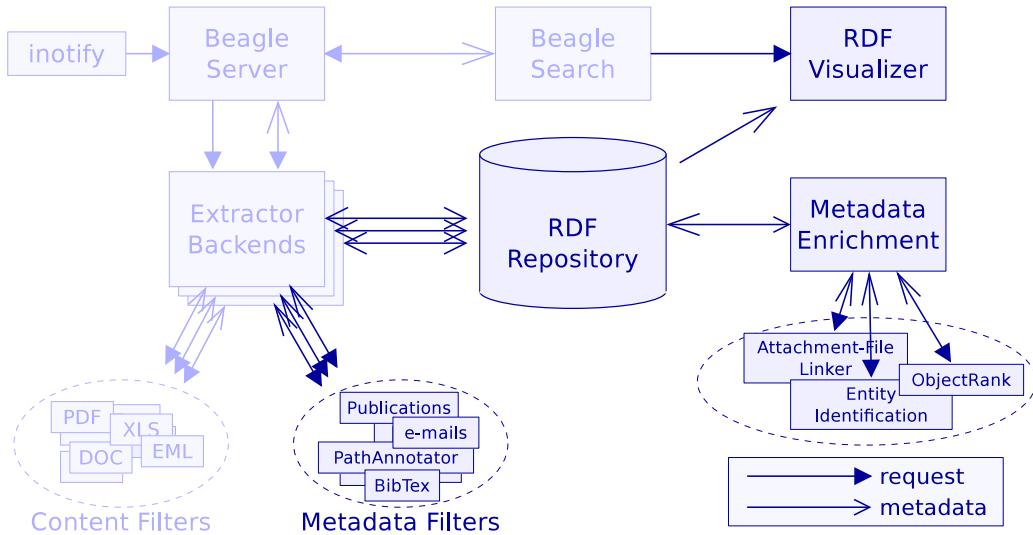 inotify
Beagle
Server
Beagle
Search
RDF
Visualizer
Extractor
Backends
RDF
Repository
Metadata
Enrichment
Attachment-File
Linker
Entity
Identification
ObjectRank
PDF
XLS
DOC
EML
Content Filters
Publications
e-mails
PathAnnotator
BibTex
Metadata Filters
request
metadata